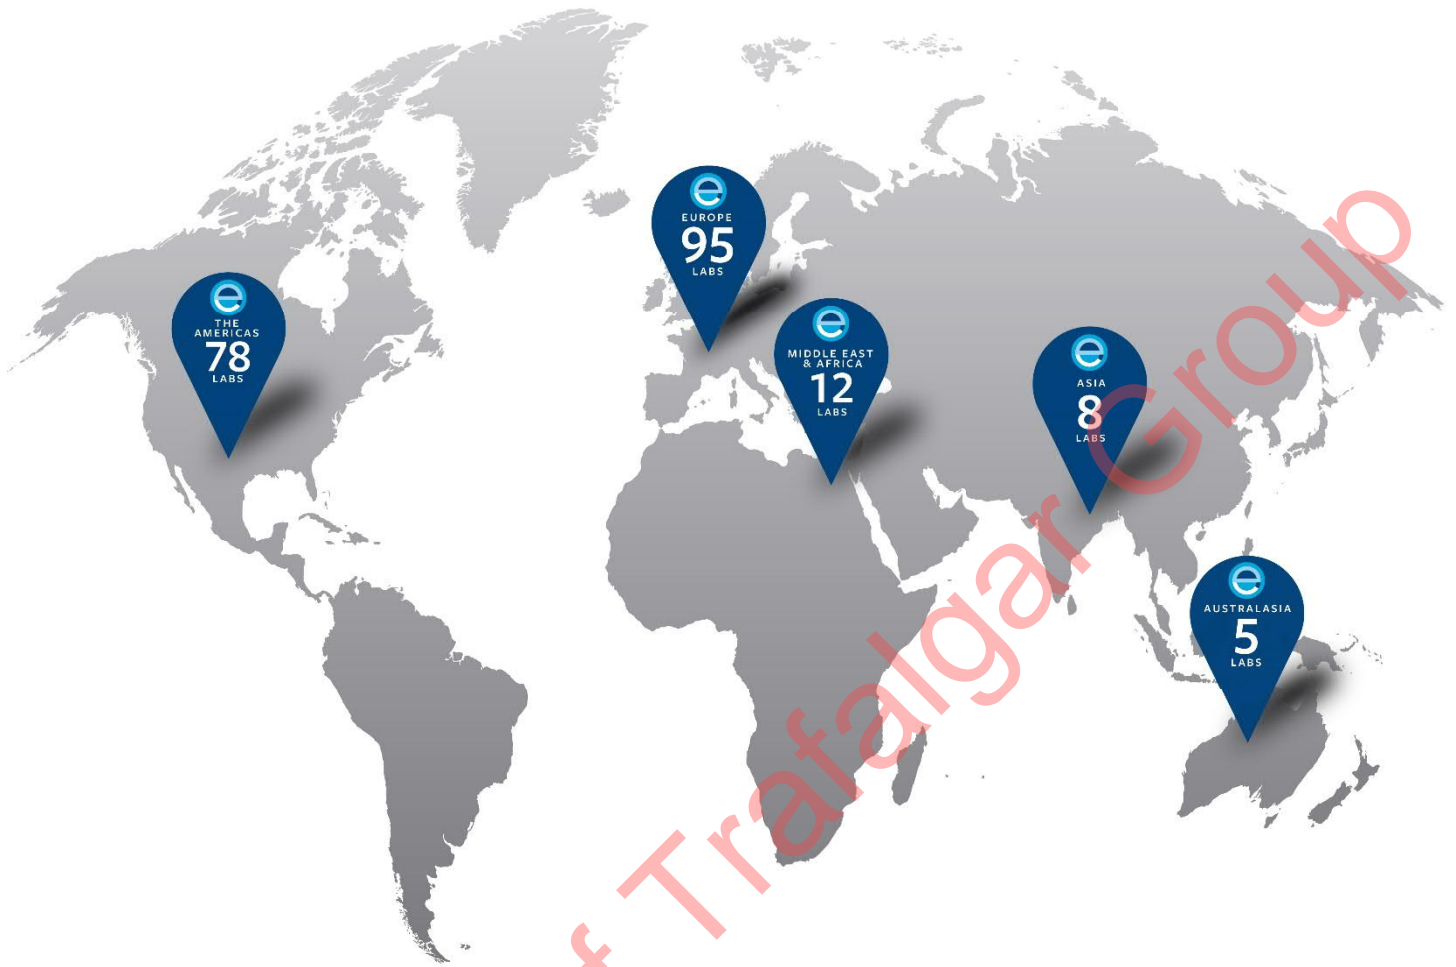 EUROPE
95
LABS
THE
AMERICAS
78
LABS
MIDDLE EAST
& AFRICA
12
LABS
ASIA
8
LABS
AUSTRALASIA
5
LABS
f Trafalgar Group